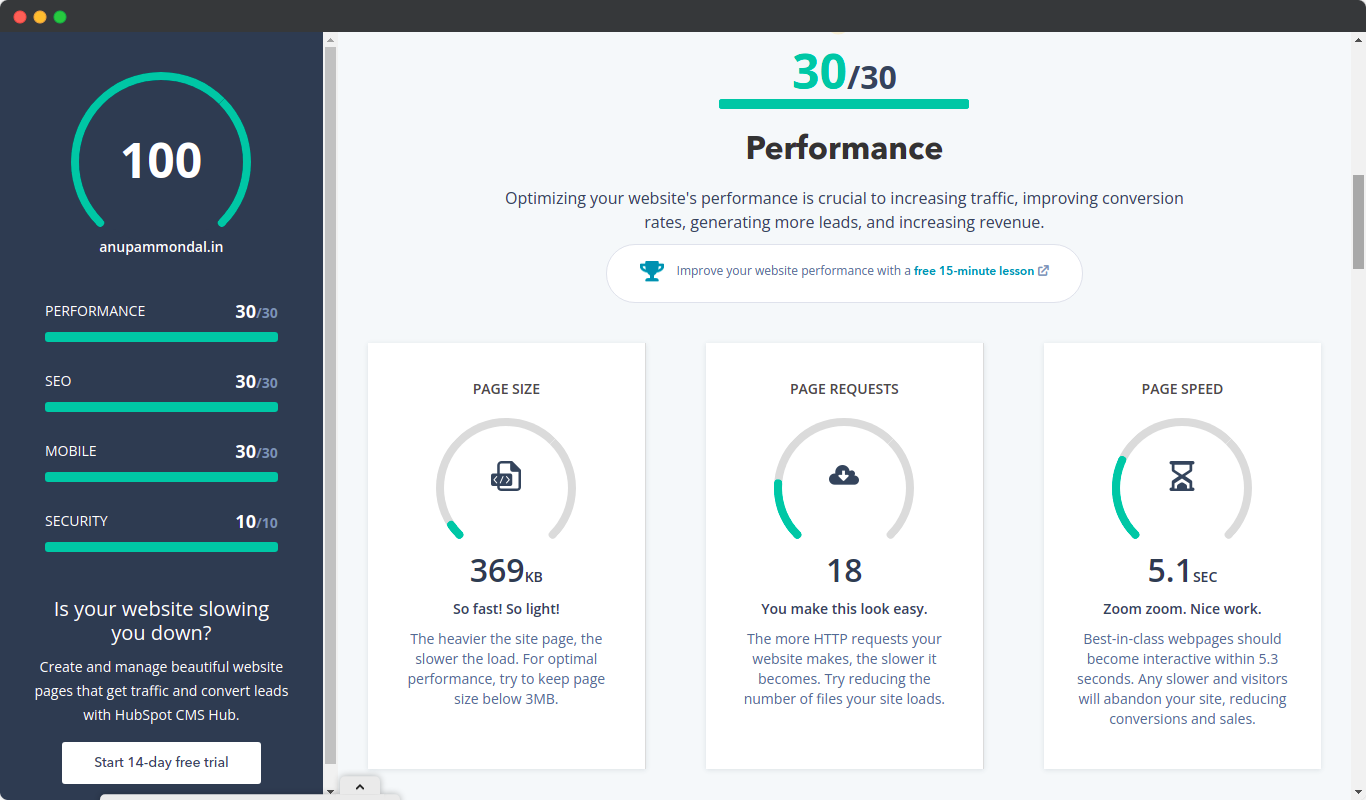 100
anupammondal.in
PERFORMANCE 30/30
SEO 30/30
MOBILE 30/30
SECURITY 10/10
Is your website slowing
you down?
Create and manage beautiful website
pages that get traffic and convert leads
with HubSpot CMS Hub.
Start 14-day free trial
30/30
Performance
Optimizing your website's performance is crucial to increasing traffic, improving conversion
rates, generating more leads, and increasing revenue.
Improve your website performance with a free 15-minute lesson
PAGE SIZE
369KB
So fast! So light!
The heavier the site page, the
slower the load. For optimal
performance, try to keep page
size below 3MB.
PAGE REQUESTS
18
You make this look easy.
The more HTTP requests your
website makes, the slower it
becomes. Try reducing the
number of files your site loads.
PAGE SPEED
5.1SEC
Zoom zoom. Nice work.
Best-in-class webpages should
become interactive within 5.3
seconds. Any slower and visitors
will abandon your site, reducing
conversions and sales.